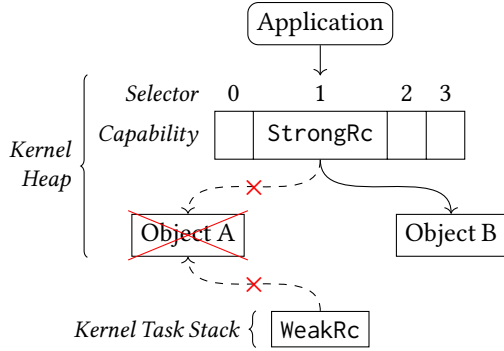 Application
Selector 0 1 2 3
Capability StrongRc
Kernel
Heap
Object A Object B
Kernel Task Stack WeakRc